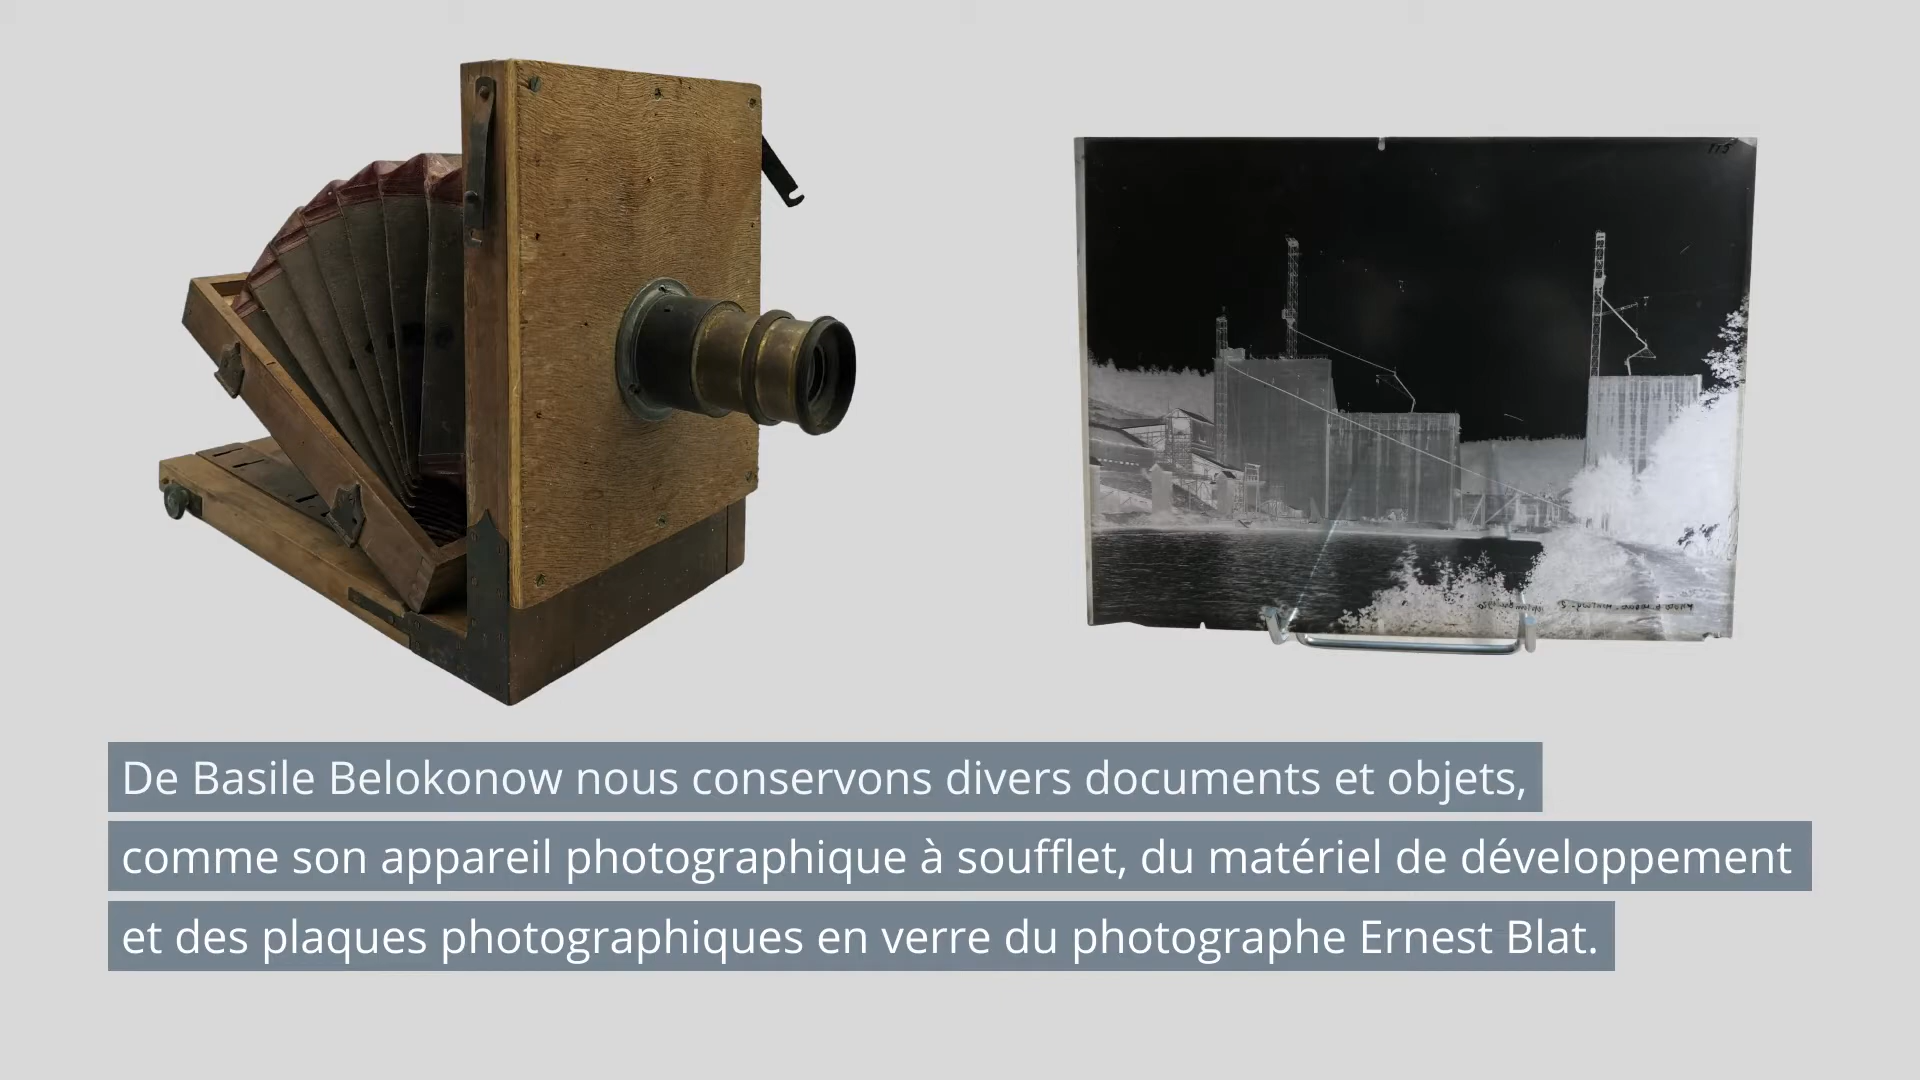 115
De Basile Belokonow nous conservons divers documents et objets,
comme son appareil photographique à soufflet, du matériel de développement
et des plaques photographiques en verre du photographe Ernest Blat.